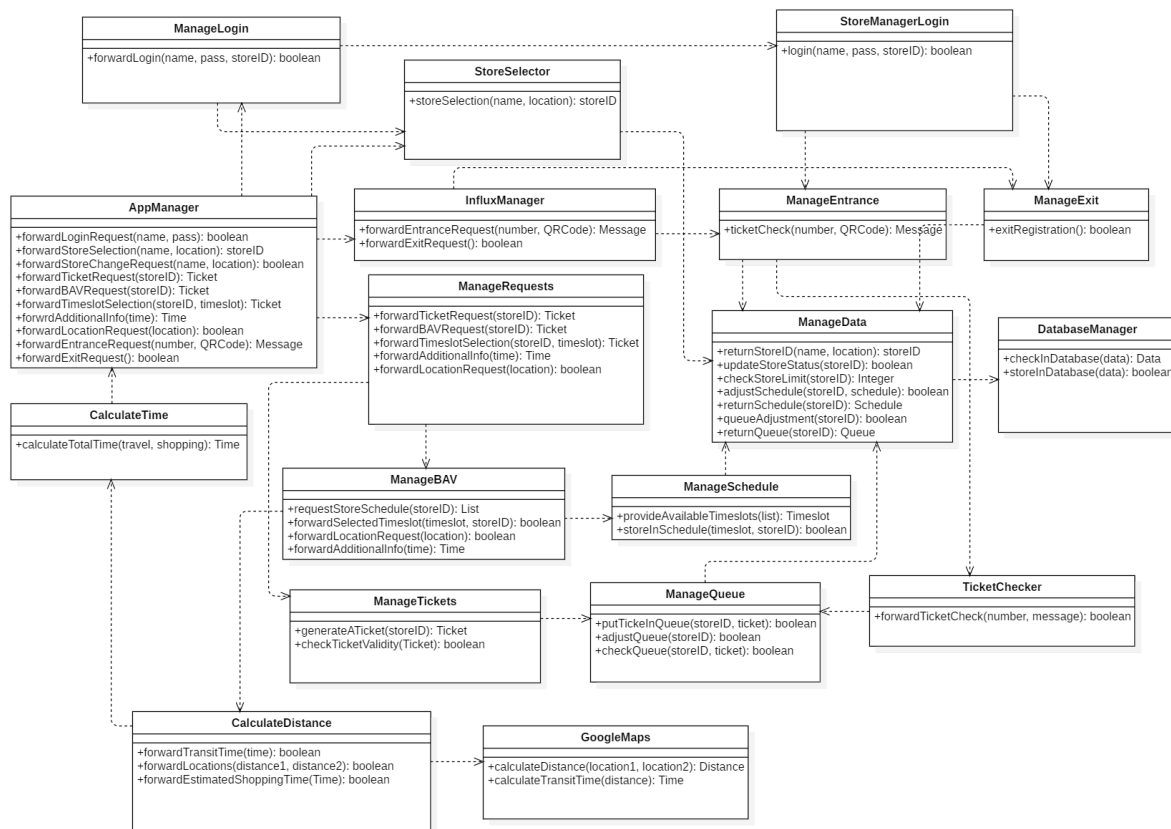 ManageLogin
+forwardLogin(name, pass, storeID): boolean
StoreManagerLogin
+login(name, pass, storeID): boolean
StoreSelector
+storeSelection(name, location): storeID
AppManager
+forwardLoginRequest(name, pass): boolean
+forwardStoreSelection(name, location): storeID
+forwardStoreChangeRequest(name, location): boolean
+forwardTicketRequest(storeID): Ticket
+forwardBAVRequest(storeID): Ticket
+forwardTimeslotSelection(storeID, timeslot): Ticket
+forwrdAdditionalInfo(time): Time
+forwardLocationRequest(location): boolean
+forwardEntranceRequest(number, QRCode): Message
+forwardExitRequest(): boolean
InfluxManager
+forwardEntranceRequest(number, QRCode): Message
+forwardExitRequest(): boolean
ManageEntrance
+ticketCheck(number, QRCode): Message
ManageExit
+exitRegistration(): boolean
ManageRequests
+forwardTicketRequest(storeID): Ticket
+forwardBAVRequest(storeID): Ticket
+forwardTimeslotSelection(storeID, timeslot): Ticket
+forwardAdditionalInfo(time): Time
+forwardLocationRequest(location): boolean
ManageData
+returnStoreID(name, location): storeID
+updateStoreStatus(storeID): boolean
+checkStoreLimit(storeID): Integer
+adjustSchedule(storeID, schedule): boolean
+returnSchedule(storeID): Schedule
+queueAdjustment(storeID): boolean
+returnQueue(storeID): Queue
DatabaseManager
+checkInDatabase(data): Data
+storeInDatabase(data): boolean
CalculateTime
+calculateTotalTime(travel, shopping): Time
ManageBAV
+requestStoreSchedule(storeID): List
+forwardSelectedTimeslot(timeslot, storeID): boolean
+forwardLocationRequest(location): boolean
+forwardAdditionalInfo(time): Time
ManageSchedule
+provideAvailableTimeslots(list): Timeslot
+storeInSchedule(timeslot, storeID): boolean
ManageTickets
+generateATicket(storeID): Ticket
+checkTicketValidity(Ticket): boolean
ManageQueue
+putTickeInQueue(storeID, ticket): boolean
+adjustQueue(storeID): boolean
+checkQueue(storeID, ticket): boolean
TicketChecker
+forwardTicketCheck(number, message): boolean
CalculateDistance
+forwardTransitTime(time): boolean
+forwardLocations(distance1, distance2): boolean
+forwardEstimatedShoppingTime(Time): boolean
GoogleMaps
+calculateDistance(location1, location2): Distance
+calculateTransitTime(distance): Time